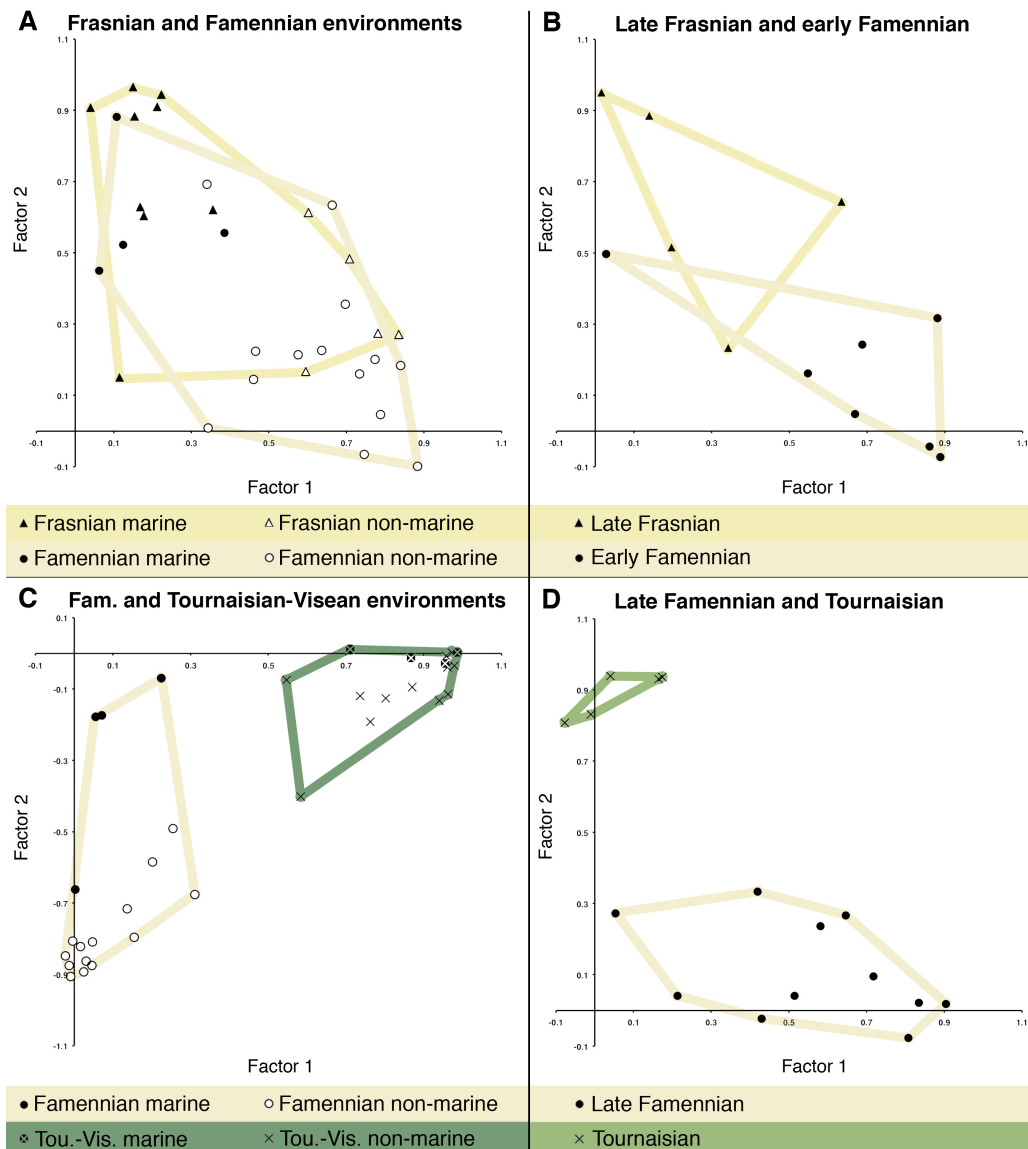 A Frasnian and Famennian environments
1.1
0.9
0.7
0.5
0.3
0.1
-0.1
-0.1 0.1 0.3 0.5 0.7 0.9 1.1
Factor 2
Factor 1
▲ Frasnian marine △ Frasnian non-marine
● Famennian marine ○ Famennian non-marine
B Late Frasnian and early Famennian
1.1
0.9
0.7
0.5
0.3
0.1
-0.1
-0.1 0.1 0.3 0.5 0.7 0.9 1.1
Factor 2
Factor 1
▲ Late Frasnian
● Early Famennian
C Fam. and Tournaisian-Visean environments
0.1
-0.1 0.1 0.3 0.5 0.7 0.9 1.1
-0.1
-0.3
-0.5
-0.7
-0.9
-1.1
Factor 2
Factor 1
● Famennian marine ○ Famennian non-marine
Tou.-Vis. marine × Tou.-Vis. non-marine
D Late Famennian and Tournaisian
1.1
0.9
0.7
0.5
0.3
0.1
-0.1
-0.1 0.1 0.3 0.5 0.7 0.9 1.1
Factor 2
Factor 1
● Late Famennian
× Tournaisian